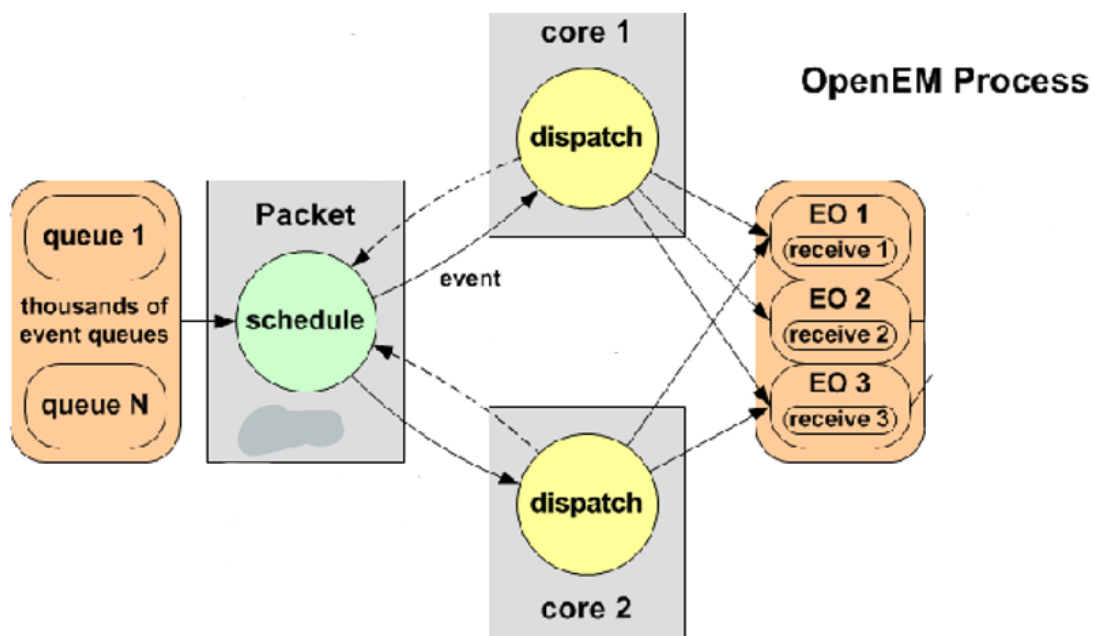 core 1
OpenEM Process
dispatch
queue 1
thousands of
event queues
queue N
Packet
schedule
event
EO 1
receive 1
EO 2
receive 2
EO 3
receive 3
dispatch
core 2